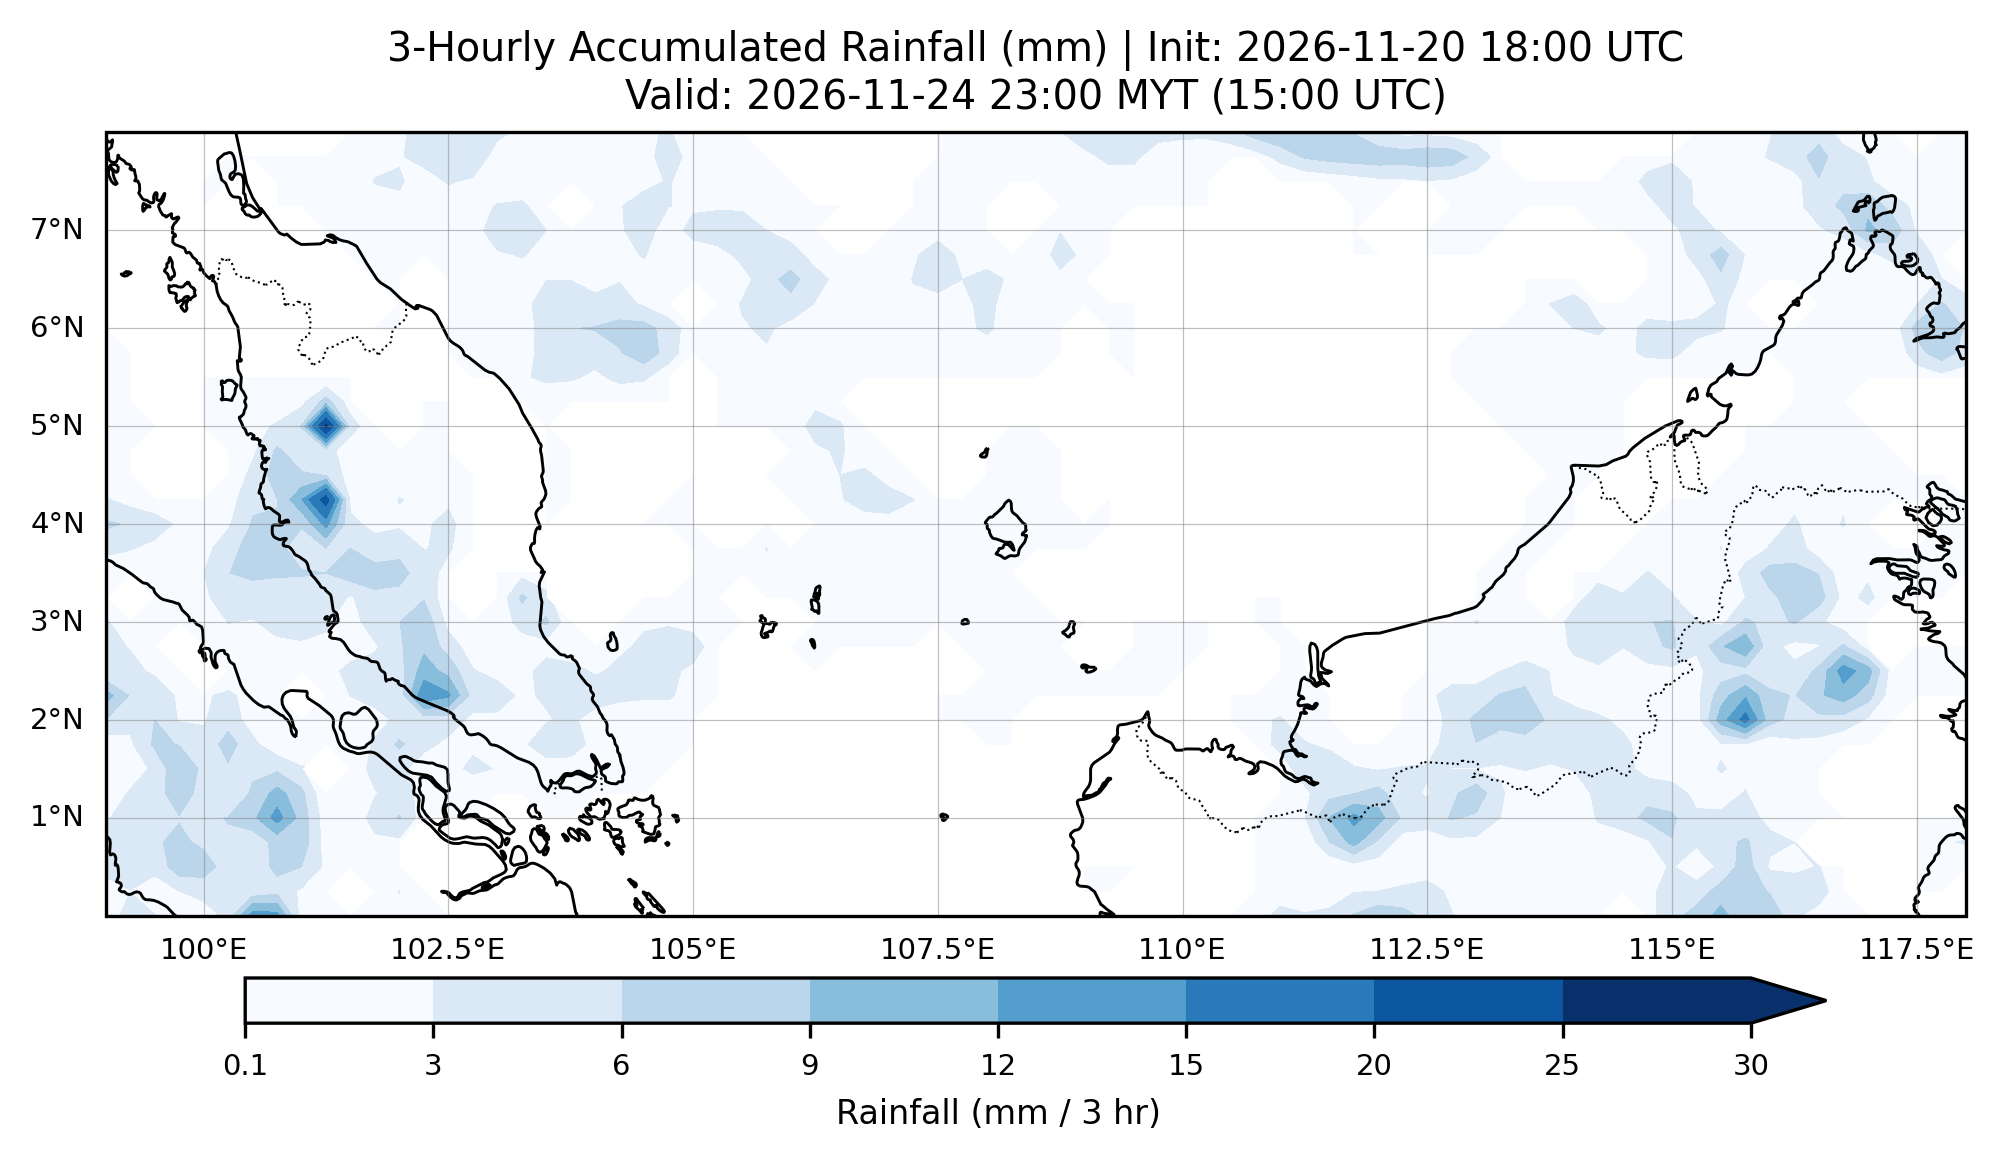 3-Hourly Accumulated Rainfall (mm) | Init: 2026-11-20 18:00 UTC
Valid: 2026-11-24 23:00 MYT (15:00 UTC)
7°N
6°N
5°N
4°N
3°N
2°N
1°N
100°E 102.5°E 105°E 107.5°E 110°E 112.5°E 115°E 117.5°E
0.1 3 6 9 12 15 20 25 30
Rainfall (mm / 3 hr)